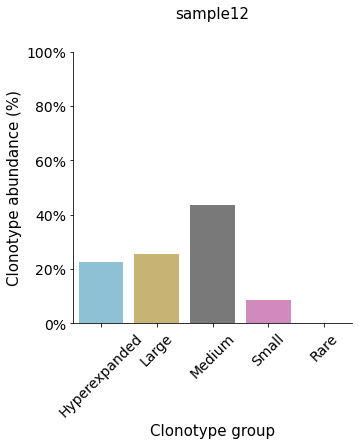 sample12
100%
80%
60%
40%
20%
0%
Clonotype abundance (%)
Hyperexpanded
Large
Medium
Small
Rare
Clonotype group